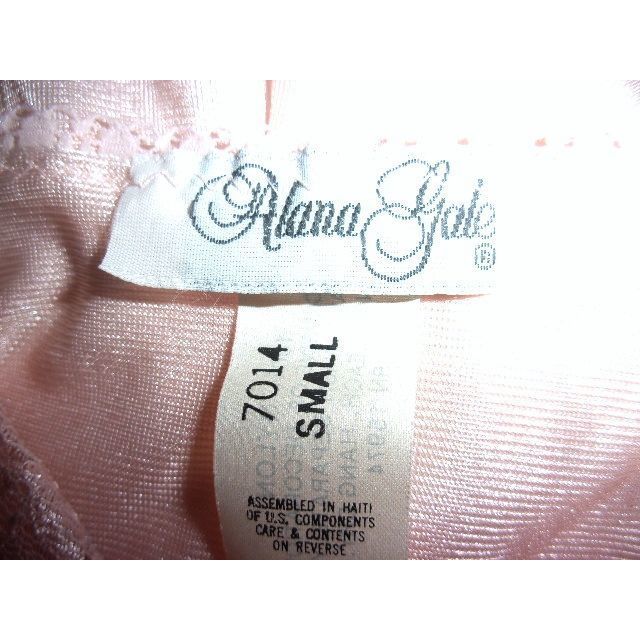 Alana Gale
®
7014
SMALL
ASSEMBLED IN HAITI
OF U.S. COMPONENTS
CARE & CONTENTS
ON REVERSE